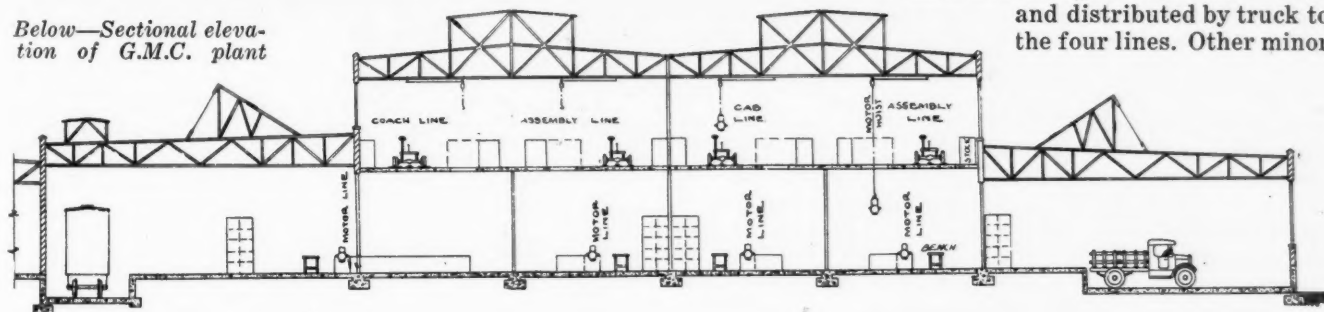 Below—Sectional eleva-
tion of G.M.C. plant
and distributed by truck to
the four lines. Other minor
COACH LINE
ASSEMBLY LINE
CAB
LINE
MOTOR
HOIST
ASSEMBLY
LINE
STOCK
MOTOR LINE
MOTOR
LINE
MOTOR
LINE
MOTOR
LINE
BENCH